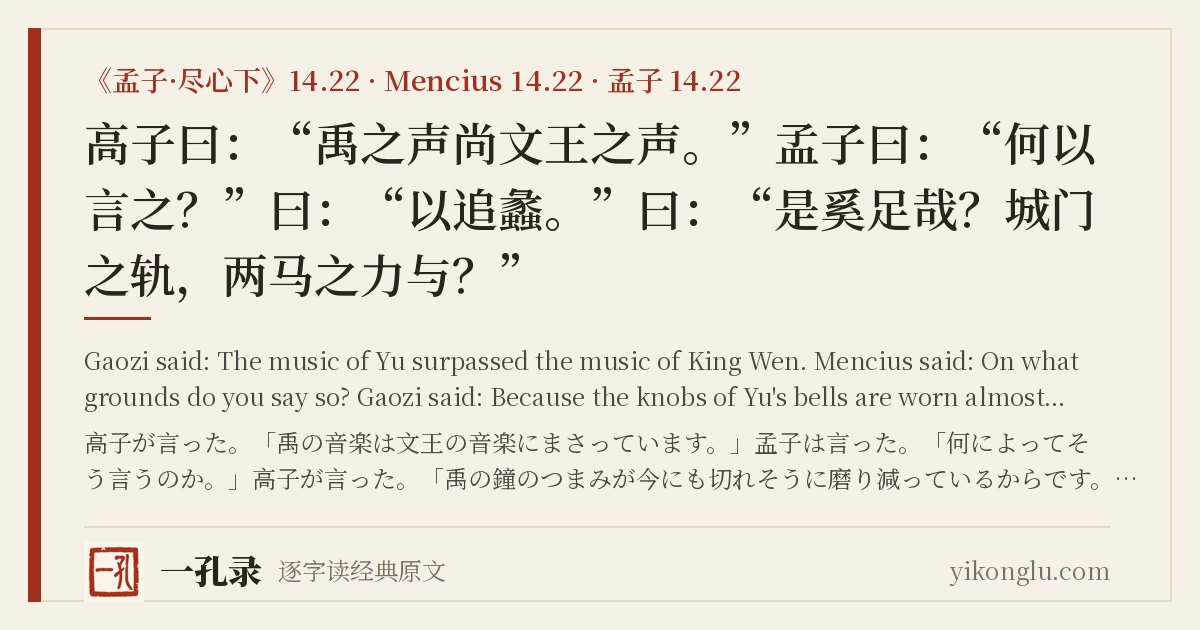 《孟子·尽心下》14.22 · Mencius 14.22 · 孟子 14.22
高子曰：“禹之声尚文王之声。”孟子曰：“何以
言之？”曰：“以追蠡。”曰：“是奚足哉？城门
之轨，两马之力与？”
Gaozi said: The music of Yu surpassed the music of King Wen. Mencius said: On what
grounds do you say so? Gaozi said: Because the knobs of Yu's bells are worn almost...
高子が言った。「禹の音楽は文王の音楽にまさっています。」孟子は言った。「何によってそ
う言うのか。」高子が言った。「禹の鐘のつまみが今にも切れそうに磨り減っているからです。…
一孔
一孔录 逐字读经典原文 yikonglu.com